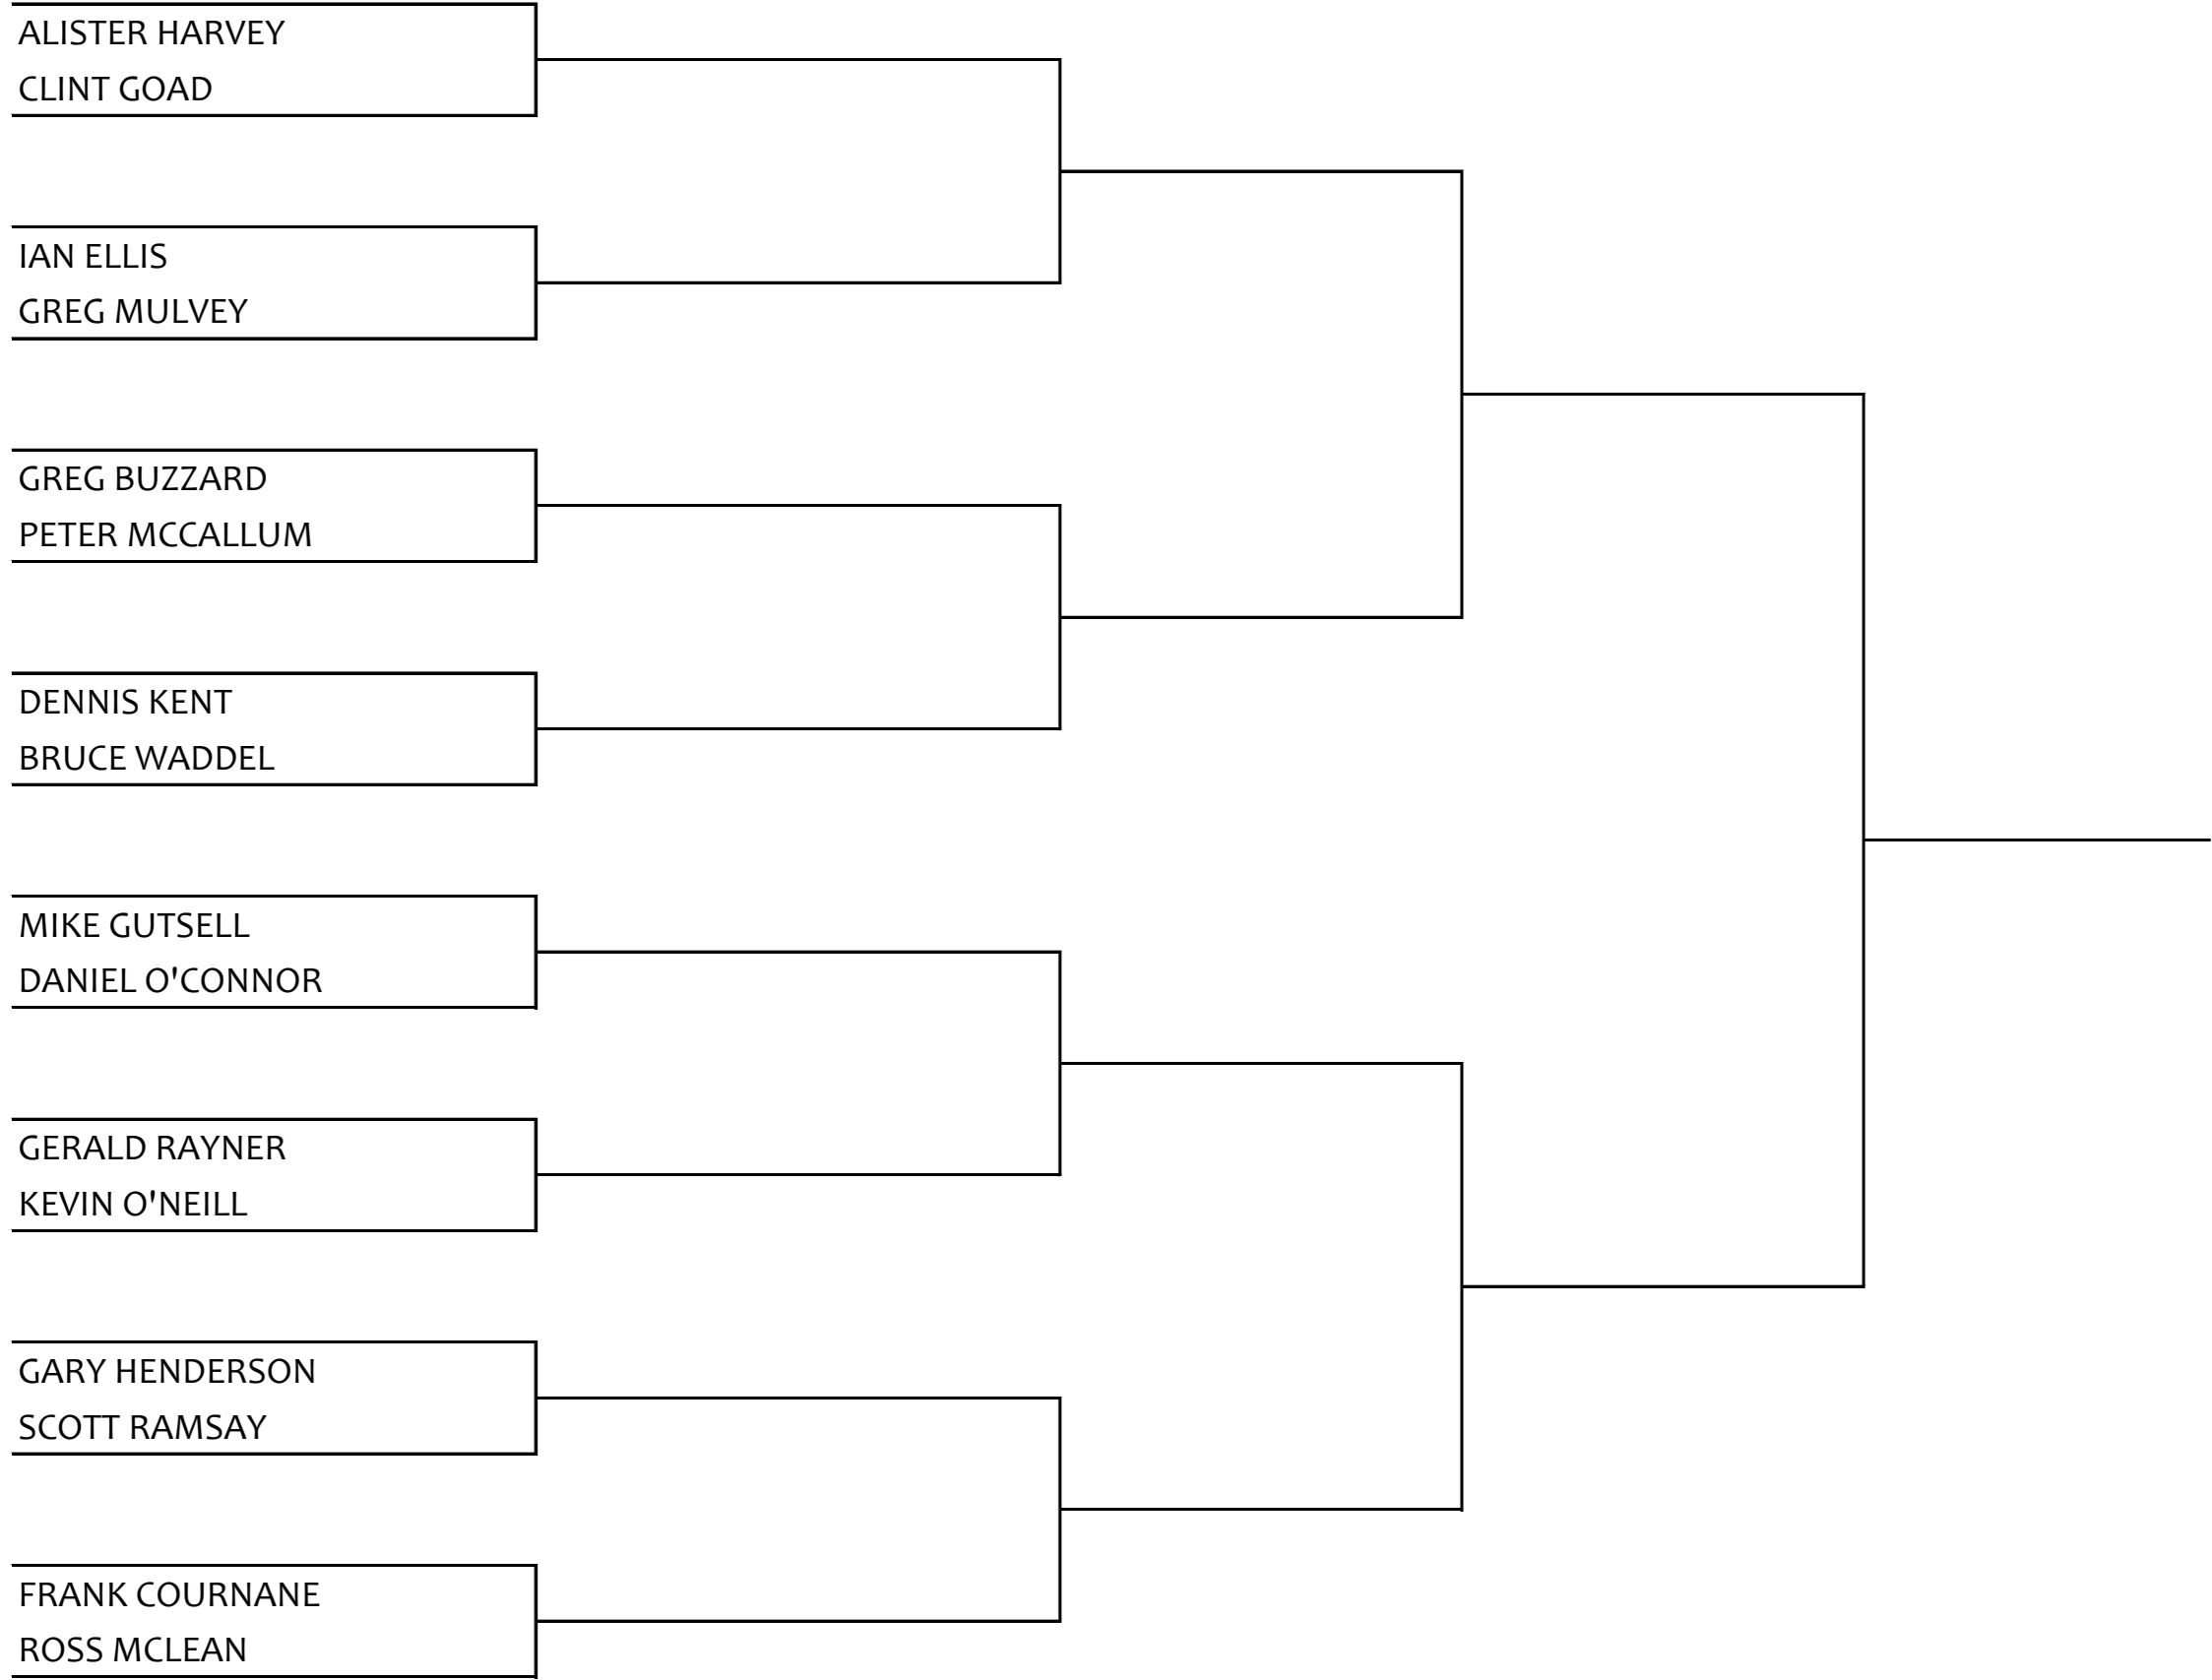 ALISTER HARVEY
CLINT GOAD
IAN ELLIS
GREG MULVEY
GREG BUZZARD
PETER MCCALLUM
DENNIS KENT
BRUCE WADDEL
MIKE GUTSELL
DANIEL O'CONNOR
GERALD RAYNER
KEVIN O'NEILL
GARY HENDERSON
SCOTT RAMSAY
FRANK COURNANE
ROSS MCLEAN